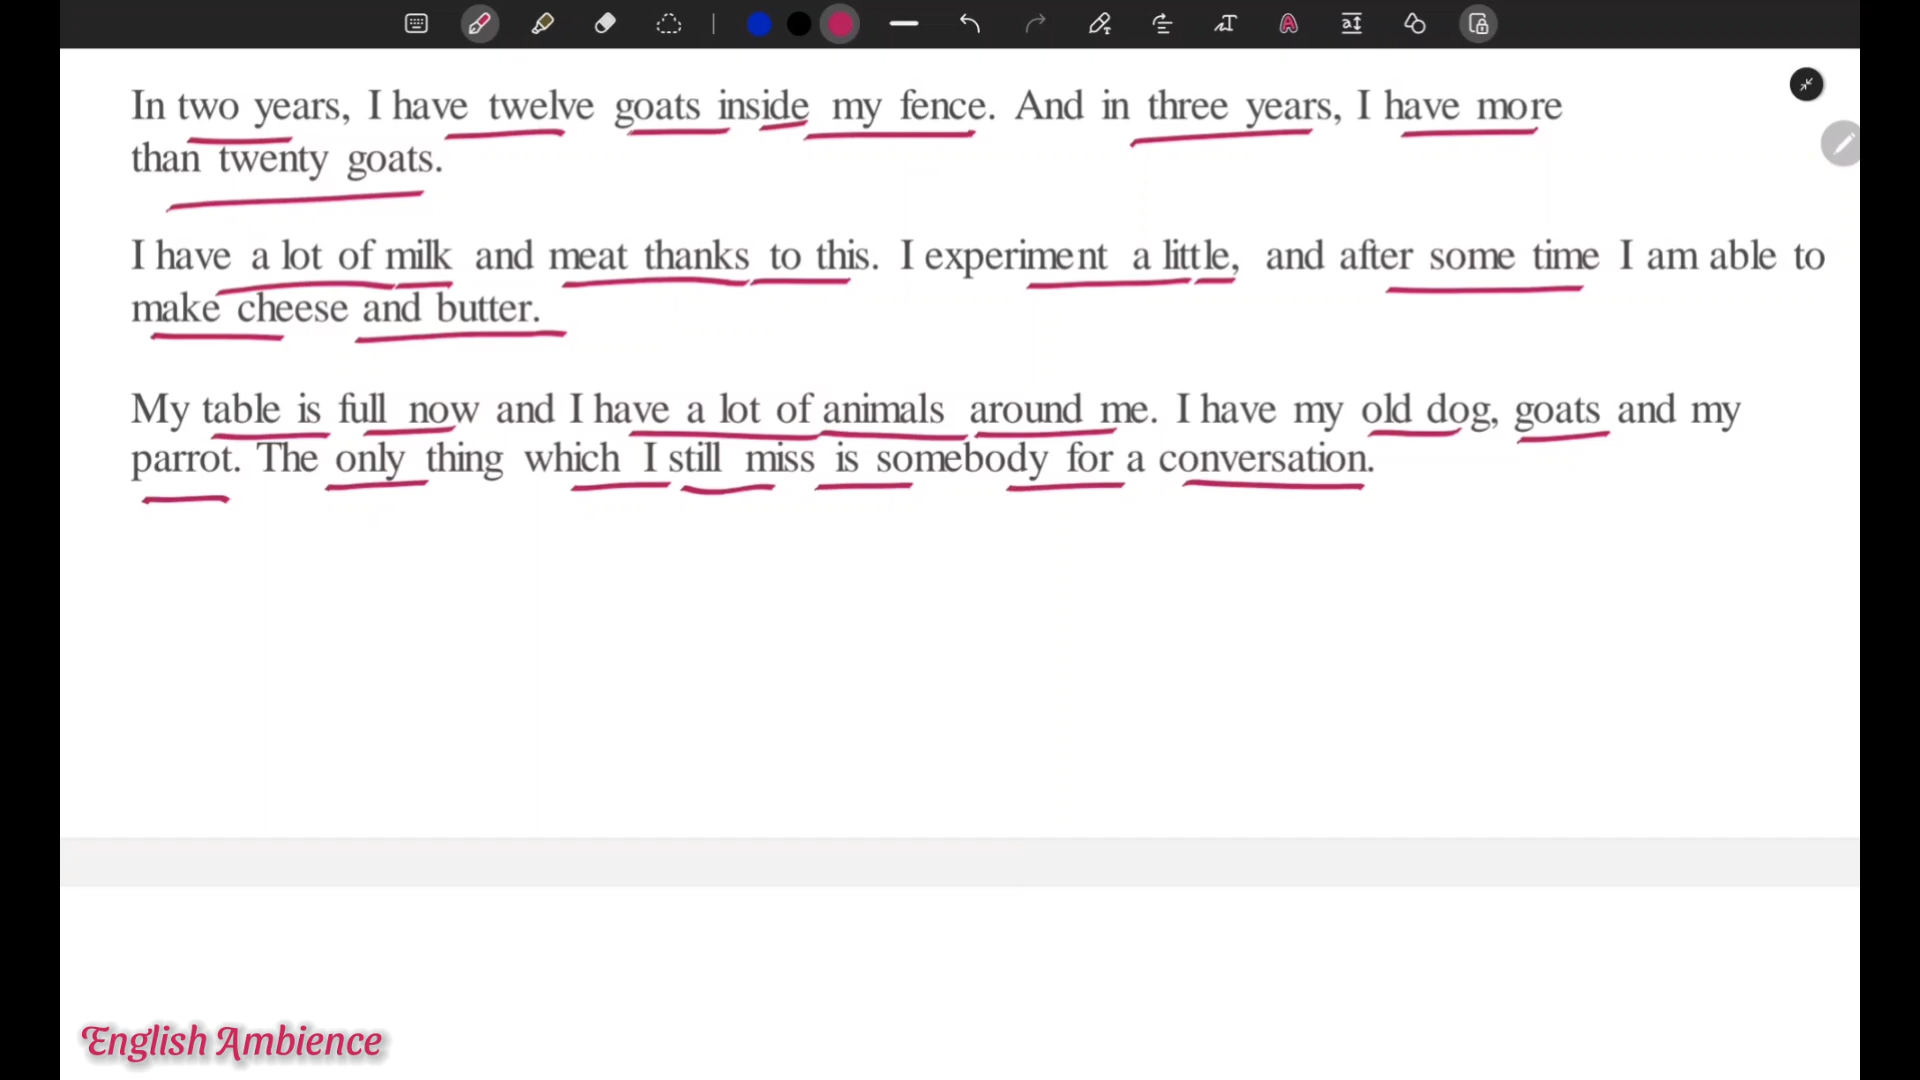 In two years, I have twelve goats inside my fence. And in three years, I have more
than twenty goats.
I have a lot of milk and meat thanks to this. I experiment a little, and after some time I am able to
make cheese and butter.
My table is full now and I have a lot of animals around me. I have my old dog, goats and my
parrot. The only thing which I still miss is somebody for a conversation.
English Ambience